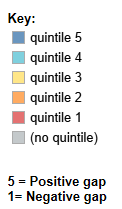 Key:
quintile 5
quintile 4
quintile 3
quintile 2
quintile 1
(no quintile)
5 = Positive gap
1= Negative gap